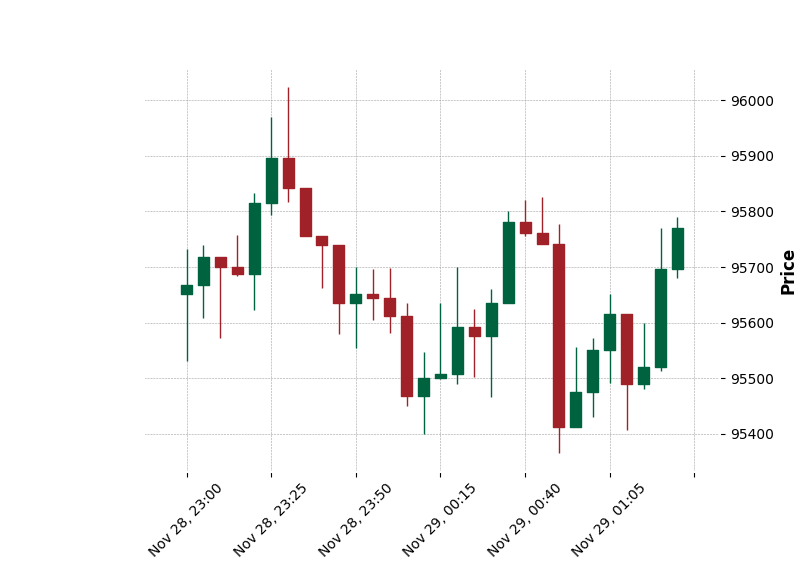 96000
95900
95800
95700
95600
95500
95400
Price
Nov 28, 23:00
Nov 28, 23:25
Nov 28, 23:50
Nov 29, 00:15
Nov 29, 00:40
Nov 29, 01:05